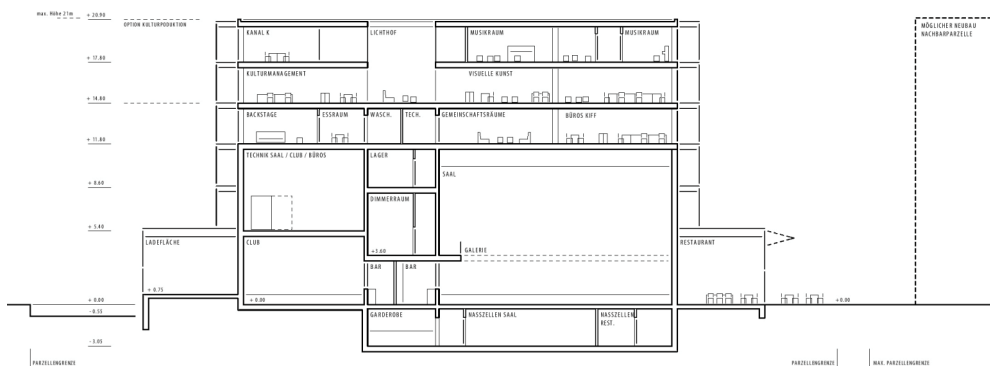 max. Höhe 21m
+ 20.90
OPTION KULTURPODUKTION
KANAL K
LICHTHOF
MUSIKRAUM
MUSIKRAUM
MÖGLICHER NEUBAU
NACHBARPARZELLE
+ 17.80
KULTURMANAGEMENT
VISUELLE KUNST
+ 14.80
BACKSTAGE
ESSRAUM
WASCH.
TECH.
GEMEINSCHAFTSRÄUME
BÜROS KIFF
+ 11.80
TECHNIK SAAL / CLUB / BÜROS
LAGER
SAAL
+ 8.60
DIMMERRAUM
+ 5.40
LADEFLÄCHE
CLUB
+3.60
GALERIE
RESTAURANT
BAR
BAR
+ 0.75
+ 0.00
+ 0.00
+0.00
- 0.55
GARDEROBE
NASSZELLEN SAAL
NASSZELLEN
REST.
- 3.05
PARZELLENGRENZE
PARZELLENGRENZE
MAX. PARZELLENGRENZE